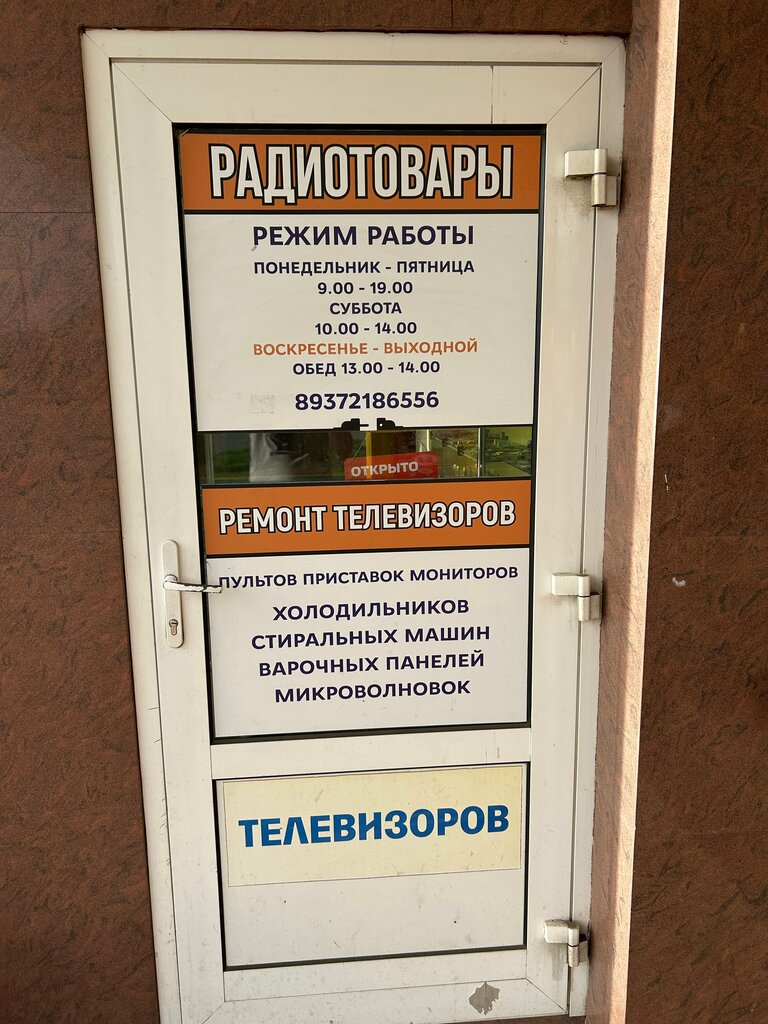 РАДИОТОВАРЫ
РЕЖИМ РАБОТЫ
ПОНЕДЕЛЬНИК - ПЯТНИЦА
9.00 - 19.00
СУББОТА
10.00 - 14.00
ВОСКРЕСЕНЬЕ - ВЫХОДНОЙ
ОБЕД 13.00 - 14.00
89372186556
ОТКРЫТО
РЕМОНТ ТЕЛЕВИЗОРОВ
ПУЛЬТОВ ПРИСТАВОК МОНИТОРОВ
ХОЛОДИЛЬНИКОВ
СТИРАЛЬНЫХ МАШИН
ВАРОЧНЫХ ПАНЕЛЕЙ
МИКРОВОЛНОВОК
ТЕЛЕВИЗОРОВ